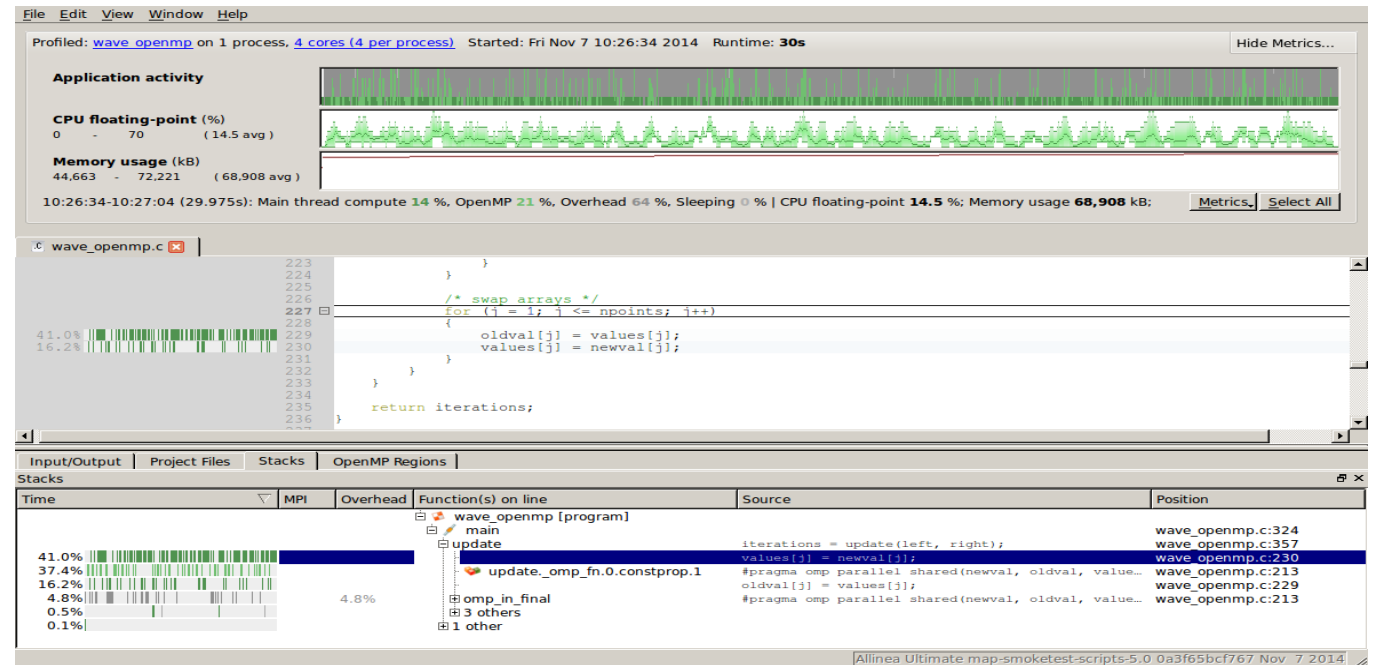 File Edit View Window Help
Profiled: wave_openmp on 1 process, 4 cores (4 per process) Started: Fri Nov 7 10:26:34 2014 Runtime: 30s Hide Metrics...
Application activity
CPU floating-point (%)
0 - 70 (14.5 avg)
Memory usage (kB)
44,663 - 72,221 (68,908 avg)
10:26:34-10:27:04 (29.975s): Main thread compute 14 %, OpenMP 21 %, Overhead 64 %, Sleeping 0 % | CPU floating-point 14.5 %; Memory usage 68,908 kB; Metrics Select All
.c wave_openmp.c
223 }
224 }
225
226 /* swap arrays */
227 for (j = 1; j <= npoints; j++)
228 {
41.0% 229 oldval[j] = values[j];
16.2% 230 values[j] = newval[j];
231 }
232 }
233 }
234
235 return iterations;
236 }
Input/Output Project Files Stacks OpenMP Regions
Stacks
Time MPI Overhead Function(s) on line Source Position
wave_openmp [program]
main wave_openmp.c:324
update iterations = update(left, right); wave_openmp.c:357
41.0% values[j] = newval[j]; wave_openmp.c:230
37.4% update._omp_fn.0.constprop.1 #pragma omp parallel shared(newval, oldval, value... wave_openmp.c:213
16.2% oldval[j] = values[j]; wave_openmp.c:229
4.8% 4.8% omp_in_final #pragma omp parallel shared(newval, oldval, value... wave_openmp.c:213
0.5% 3 others
0.1% 1 other
Allinea Ultimate map-smoketest-scripts-5.0 0a3f65bcf767 Nov 7 2014